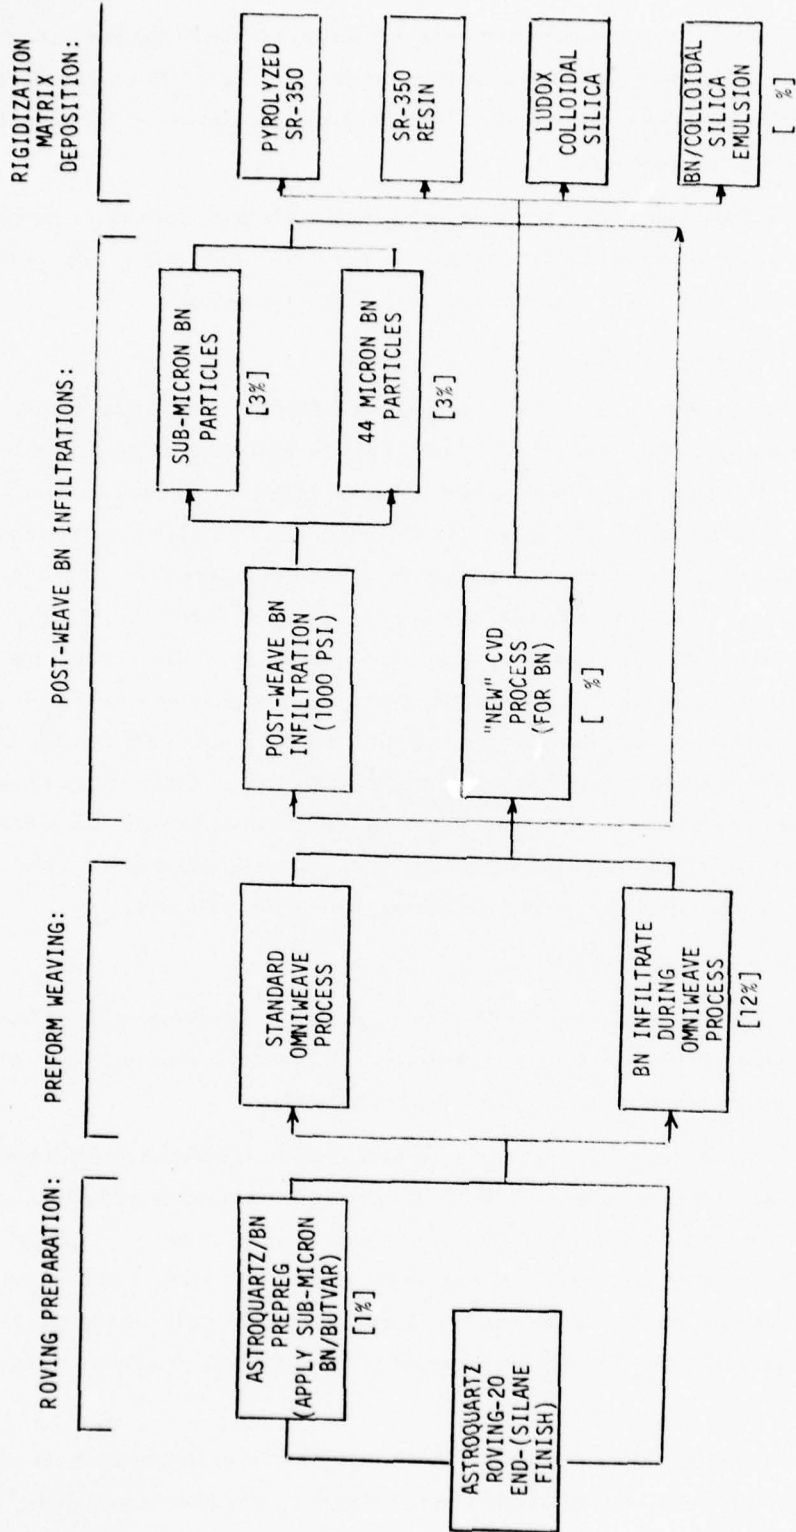 ROVING PREPARATION:
ASTROQUARTZ/BN
PREPREG
(APPLY SUB-MICRON
BN/BUTVAR)
[1%]
ASTROQUARTZ
ROVING-20
END-(SILANE
FINISH)
PREFORM WEAVING:
STANDARD
OMNIWEAVE
PROCESS
BN INFILTRATE
DURING
OMNIWEAVE
PROCESS
[12%]
POST-WEAVE BN INFILTRATIONS:
POST-WEAVE BN
INFILTRATION
(1000 PSI)
SUB-MICRON BN
PARTICLES
[3%]
44 MICRON BN
PARTICLES
[3%]
"NEW" CVD
PROCESS
(FOR BN)
[ %]
RIGIDIZATION
MATRIX
DEPOSITION:
PYROLYZED
SR-350
SR-350
RESIN
LUDOX
COLLOIDAL
SILICA
BN/COLLOIDAL
SILICA
EMULSION
[ %]